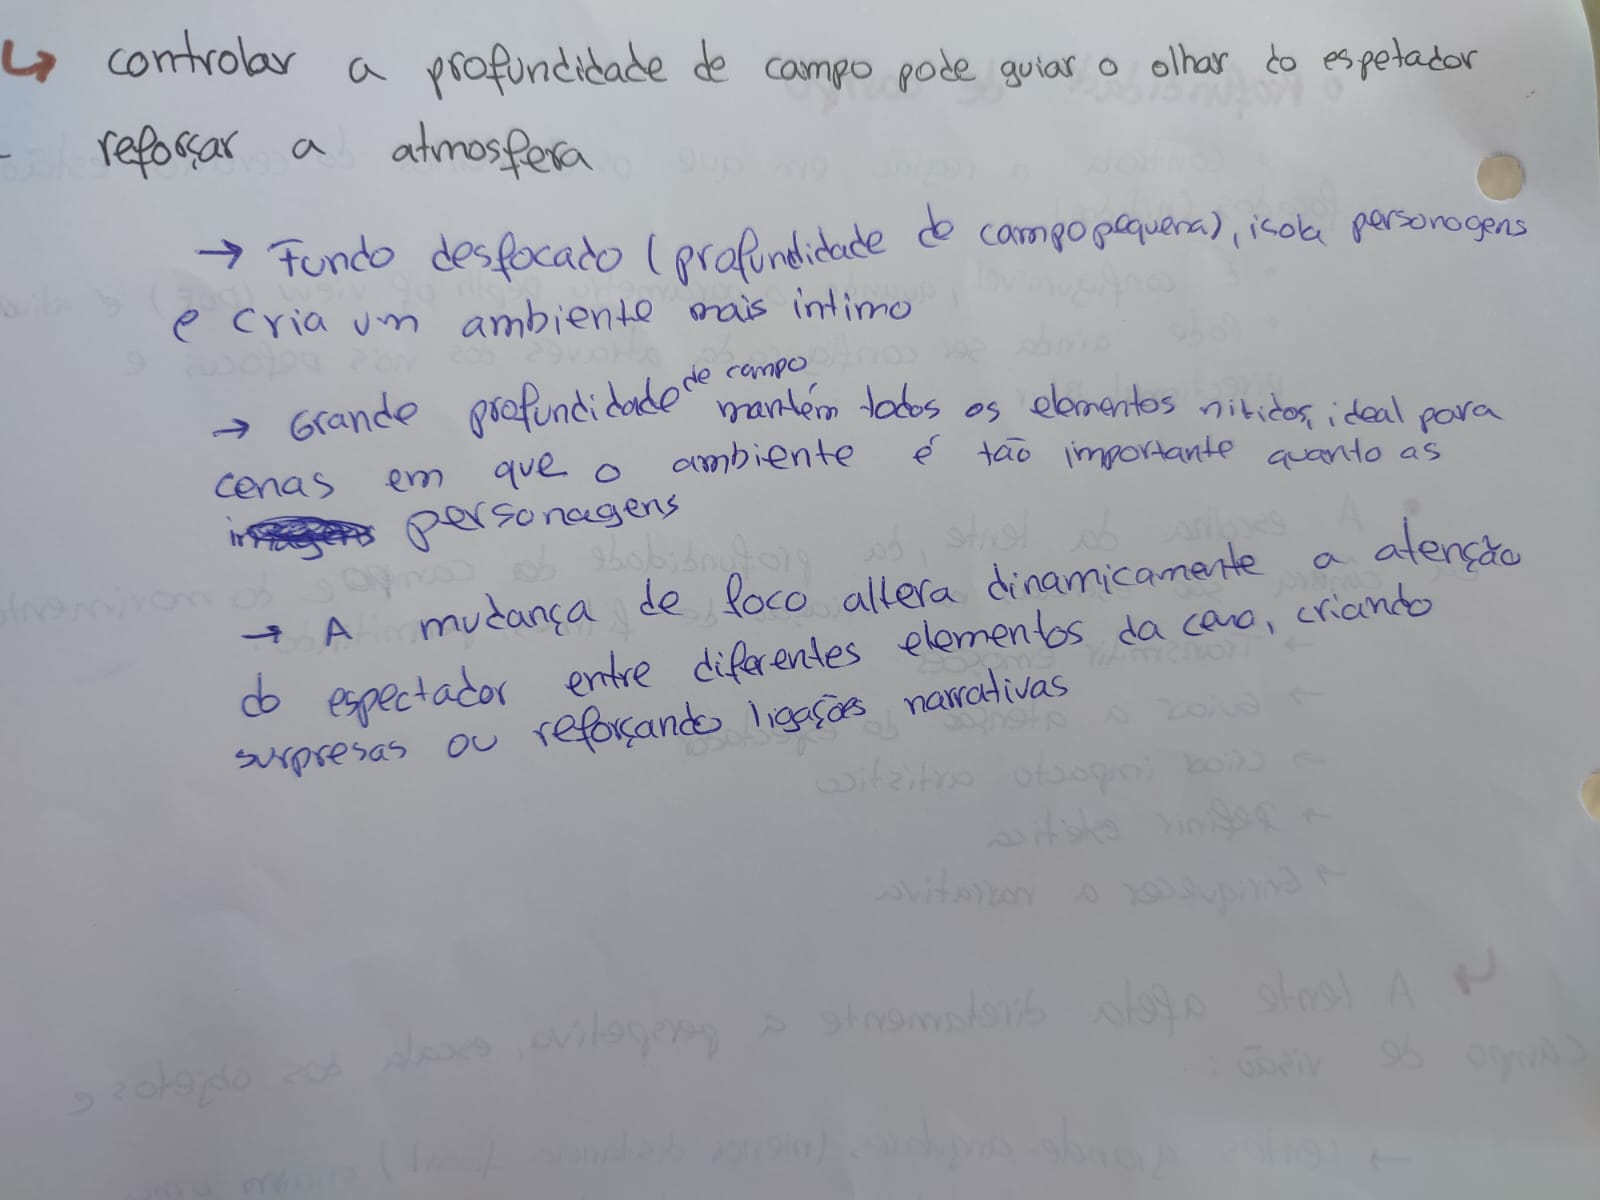 ↳ controlar a profundidade de campo pode guiar o olhar do espetador
- reforçar a atmosfera
→ Fundo desfocado (profundidade de campo pequena), isola personagens
e cria um ambiente mais intimo
→ Grande profundidade de campo mantém todos os elementos nitidos, ideal para
cenas em que o ambiente é tão importante quanto as
personagens
→ A mudança de foco altera dinamicamente a atenção
do espectador entre diferentes elementos da cena, criando
surpresas ou reforçando ligações narrativas